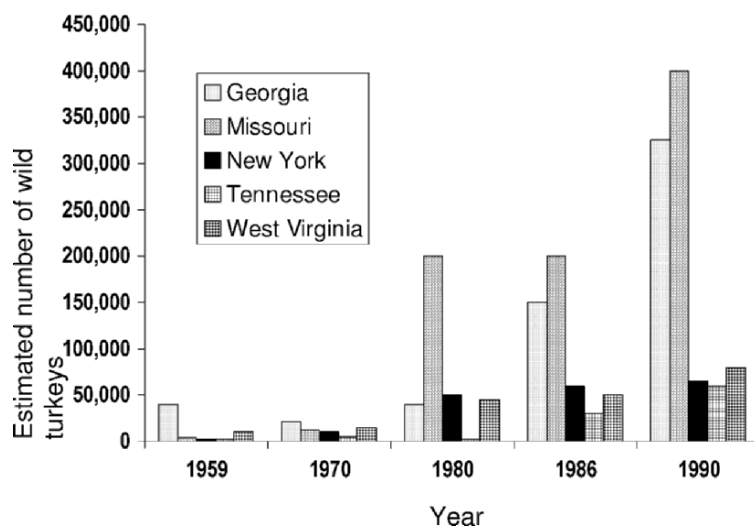 450,000
400,000
350,000
300,000
250,000
200,000
150,000
100,000
50,000
0
Estimated number of wild
turkeys
Georgia
Missouri
New York
Tennessee
West Virginia
1959 1970 1980 1986 1990
Year